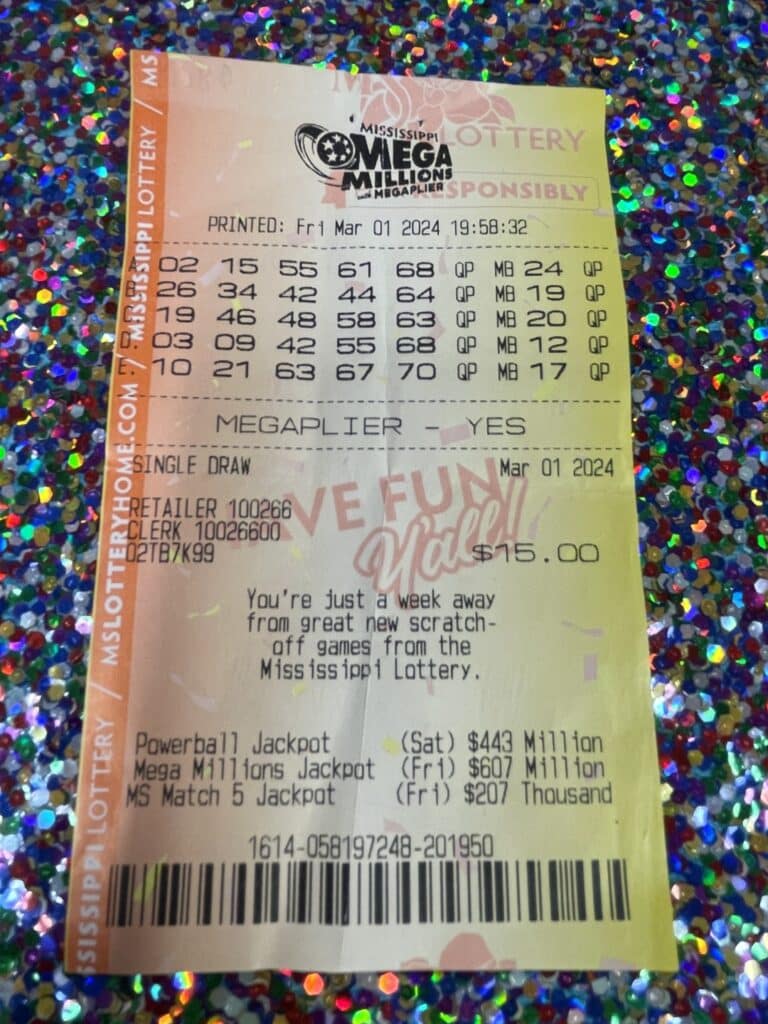 MISSISSIPPI
MEGA
MILLIONS
with MEGAPLIER
LOTTERY
RESPONSIBLY
PRINTED: Fri Mar 01 2024 19:58:32
A: 02 15 55 61 68 QP MB 24 QP
B: 26 34 42 44 64 QP MB 19 QP
C: 19 46 48 58 63 QP MB 20 QP
D: 03 09 42 55 68 QP MB 12 QP
E: 10 21 63 67 70 QP MB 17 QP
MEGAPLIER - YES
SINGLE DRAW Mar 01 2024
RETAILER 100266
CLERK 10026600
02TB7K99 $15.00
HAVE FUN
Y'all!
You're just a week away
from great new scratch-
off games from the
Mississippi Lottery.
Powerball Jackpot (Sat) $443 Million
Mega Millions Jackpot (Fri) $607 Million
MS Match 5 Jackpot (Fri) $207 Thousand
1614-058197248-201950
SSISSIPPI LOTTERY / MSLOTTERYHOME.COM / MISSISSIPPI LOTTERY / MS